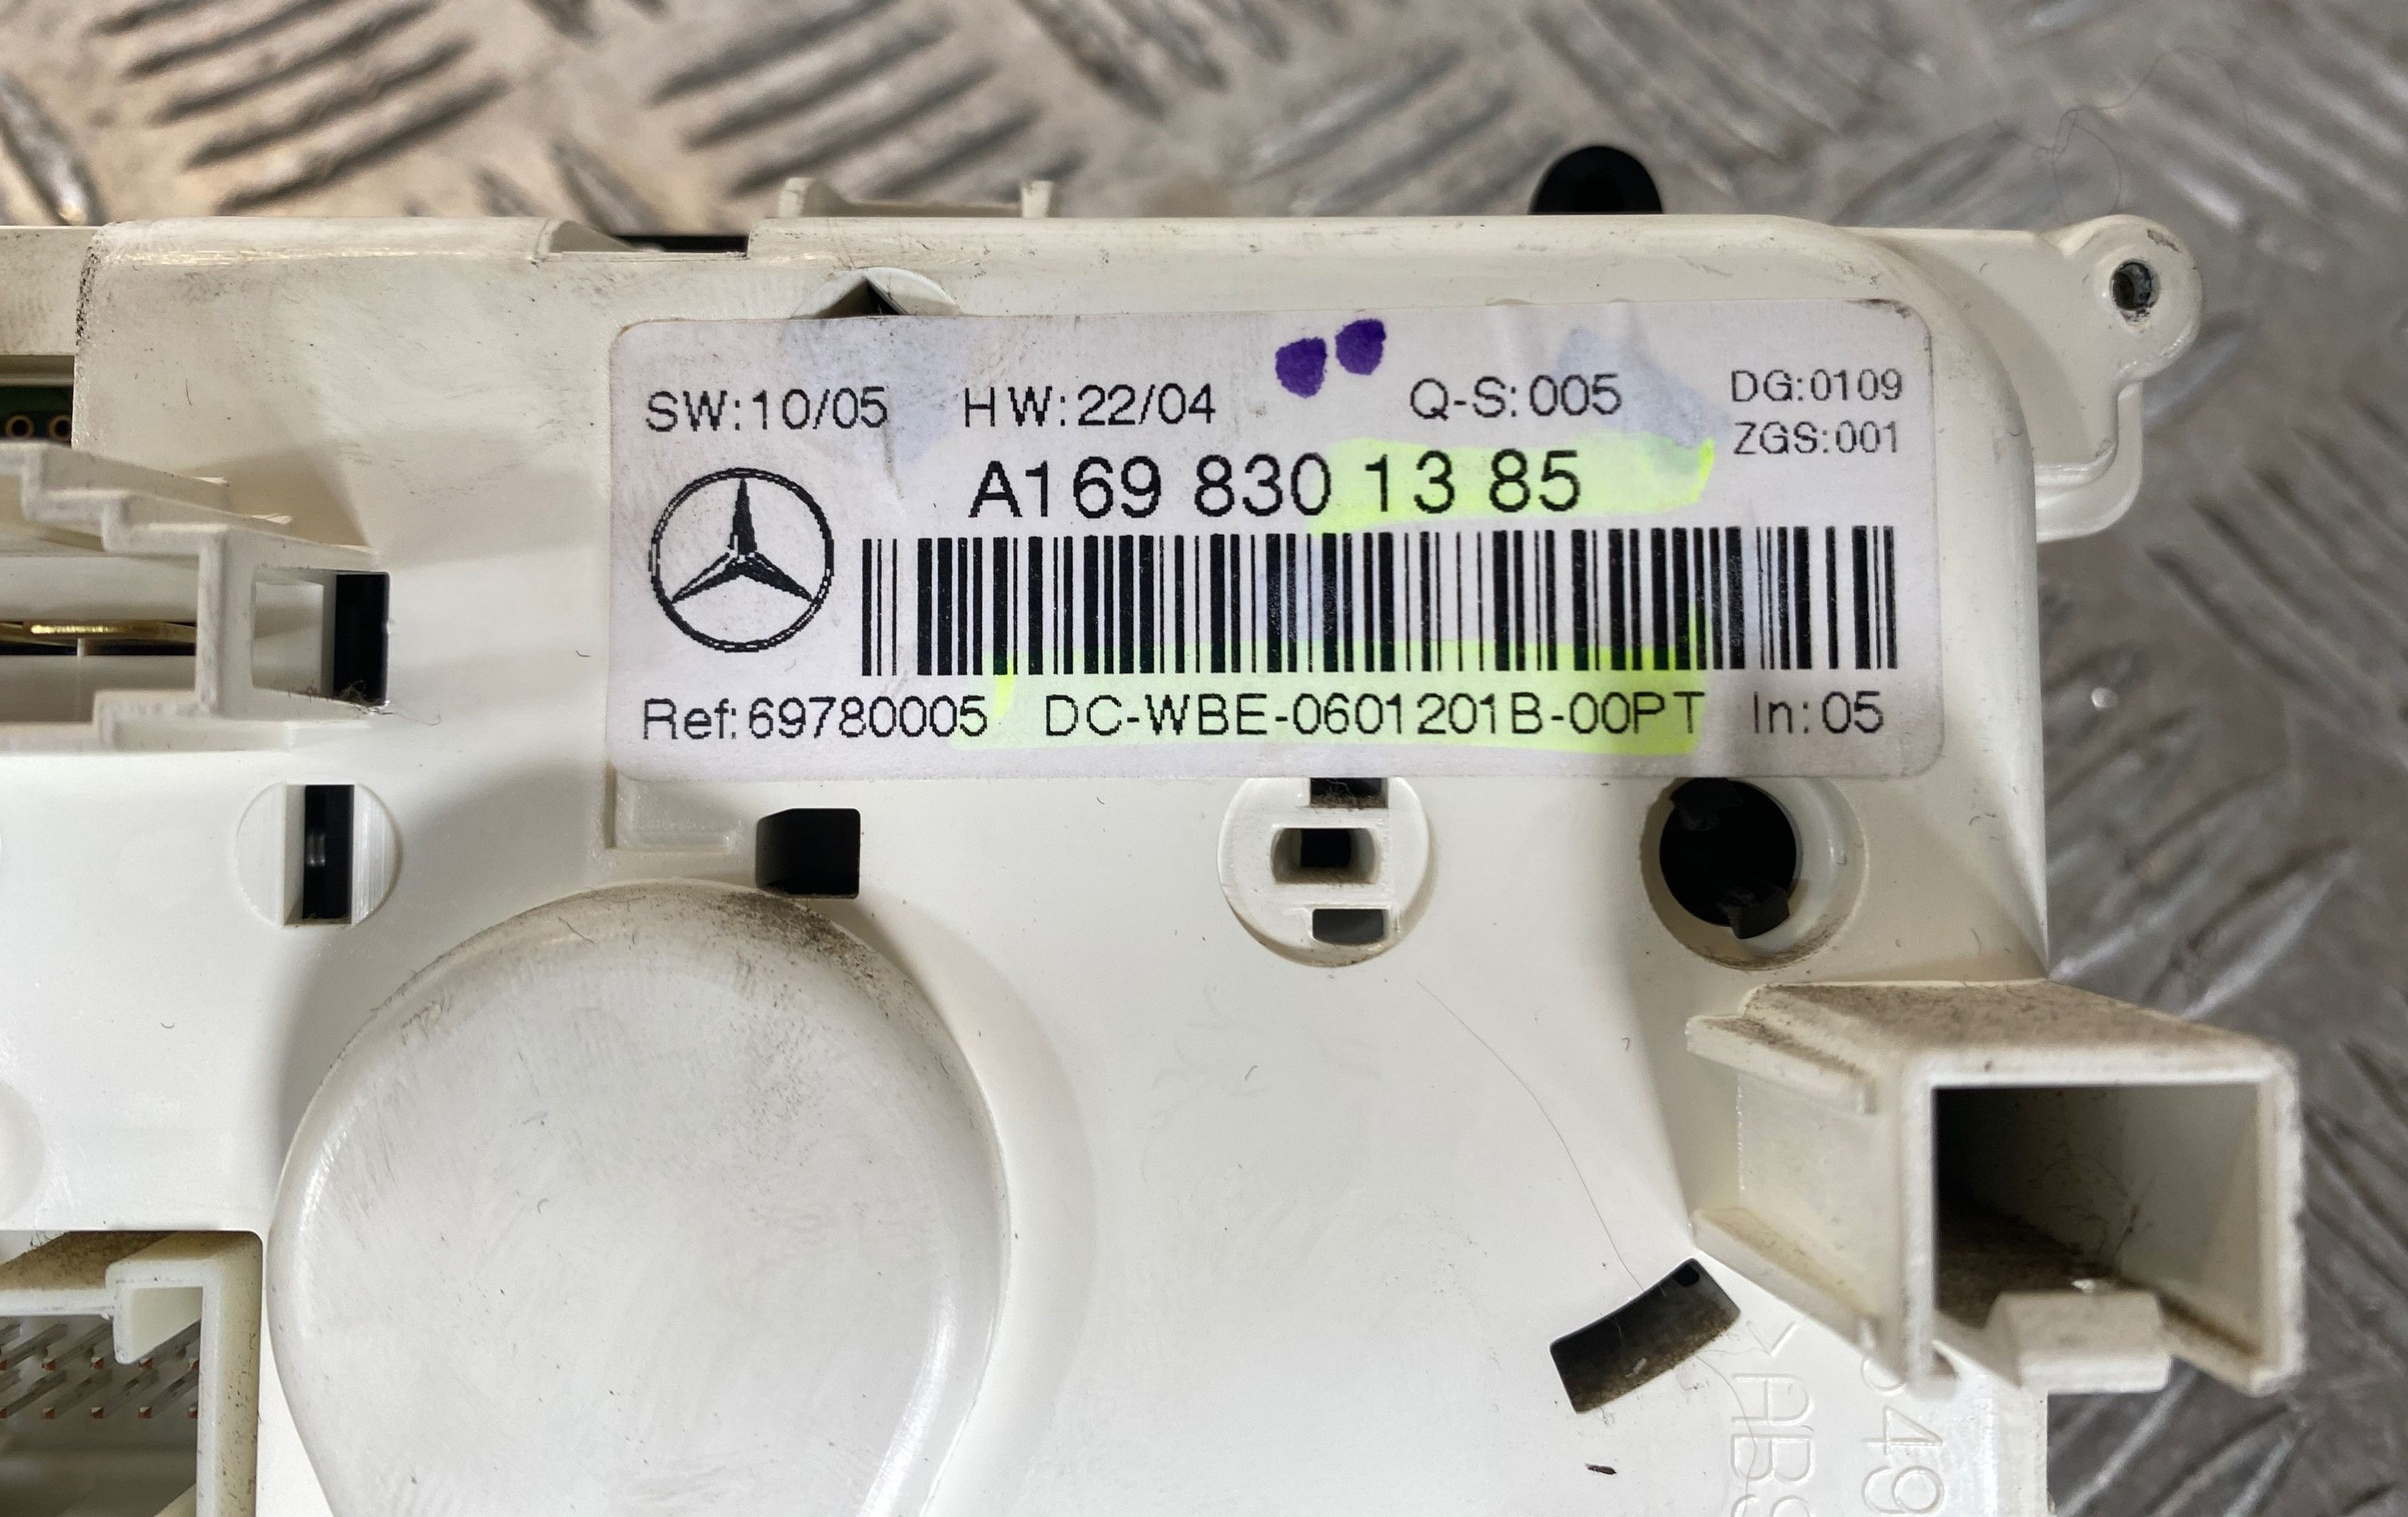 SW:10/05 HW:22/04 Q-S:005 DG:0109
ZGS:001
A169 830 13 85
Ref:69780005 DC-WBE-0601201B-00PT In:05
>ABS